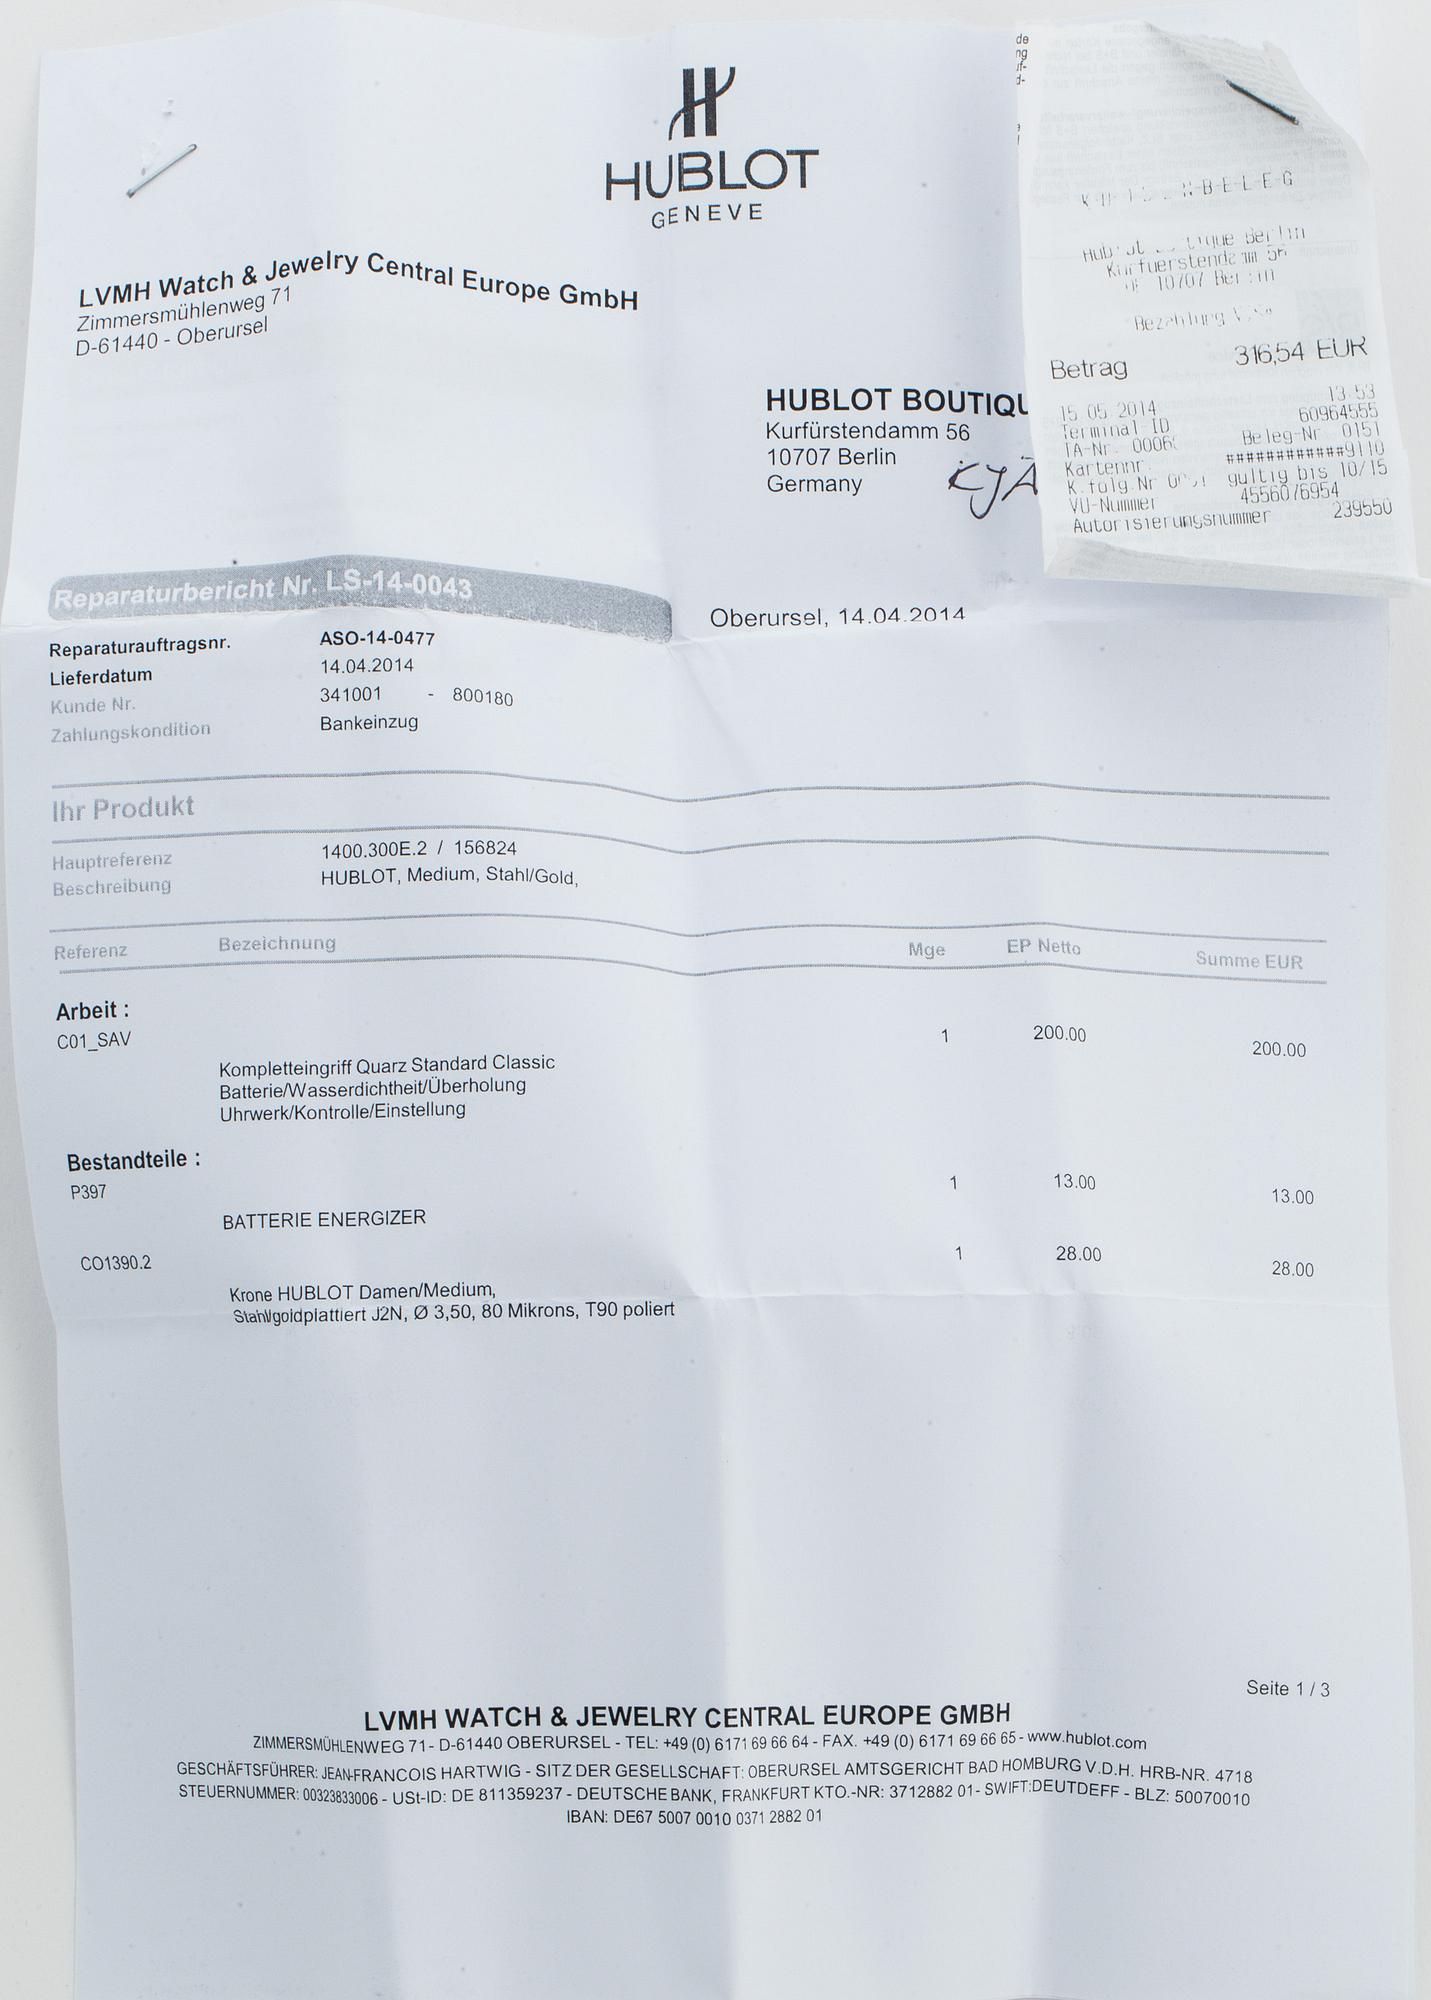 HUBLOT
GENEVE
LVMH Watch & Jewelry Central Europe GmbH
Zimmersmühlenweg 71
D-61440 - Oberursel
HUBLOT BOUTIQU
Kurfürstendamm 56
10707 Berlin
Germany
Berlin
10707
Bezahlung
Betrag 316,54 EUR
15.05.2014 13:53
Terminal-ID 60964555
TA-Nr. Beleg-Nr 0151
Kartennr. ############9110
K.folg.Nr gültig bis 10/15
VU-Nummer 4556076954
Autorisierungsnummer 239550
Reparaturbericht Nr. LS-14-0043
Oberursel, 14.04.2014
Reparaturauftragsnr. ASO-14-0477
Lieferdatum 14.04.2014
Kunde Nr. 341001 - 800180
Zahlungskondition Bankeinzug
Ihr Produkt
Hauptreferenz 1400.300E.2 / 156824
Beschreibung HUBLOT, Medium, Stahl/Gold,
Referenz Bezeichnung Mge EP Netto Summe EUR
Arbeit :
C01_SAV 1 200.00 200.00
Kompletteingriff Quarz Standard Classic
Batterie/Wasserdichtheit/Überholung
Uhrwerk/Kontrolle/Einstellung
Bestandteile :
P397 1 13.00 13.00
BATTERIE ENERGIZER
CO1390.2 1 28.00 28.00
Krone HUBLOT Damen/Medium,
Stahl/goldplattiert J2N, Ø 3,50, 80 Mikrons, T90 poliert
Seite 1 / 3
LVMH WATCH & JEWELRY CENTRAL EUROPE GMBH
ZIMMERSMÜHLENWEG 71- D-61440 OBERURSEL - TEL: +49 (0) 6171 69 66 64 - FAX. +49 (0) 6171 69 66 65 - www.hublot.com
GESCHÄFTSFÜHRER: JEAN-FRANCOIS HARTWIG - SITZ DER GESELLSCHAFT: OBERURSEL AMTSGERICHT BAD HOMBURG V.D.H. HRB-NR. 4718
STEUERNUMMER: 00323833006 - USt-ID: DE 811359237 - DEUTSCHE BANK, FRANKFURT KTO.-NR: 3712882 01- SWIFT:DEUTDEFF - BLZ: 50070010
IBAN: DE67 5007 0010 0371 2882 01